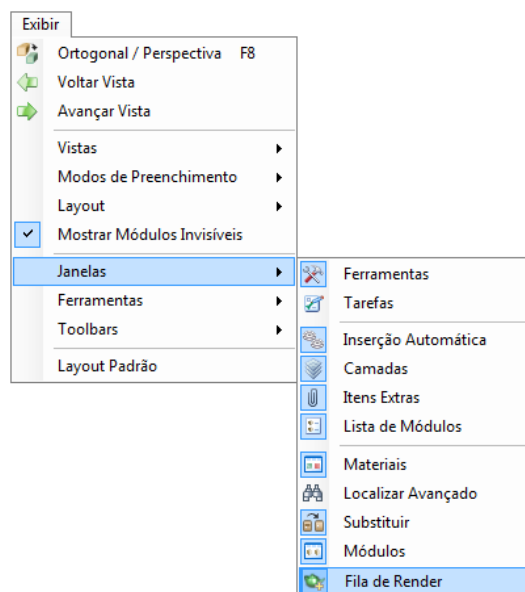 Exibir
Ortogonal / Perspectiva F8
Voltar Vista
Avançar Vista
Vistas
Modos de Preenchimento
Layout
Mostrar Módulos Invisíveis
Janelas
Ferramentas
Toolbars
Layout Padrão
Ferramentas
Tarefas
Inserção Automática
Camadas
Itens Extras
Lista de Módulos
Materiais
Localizar Avançado
Substituir
Módulos
Fila de Render